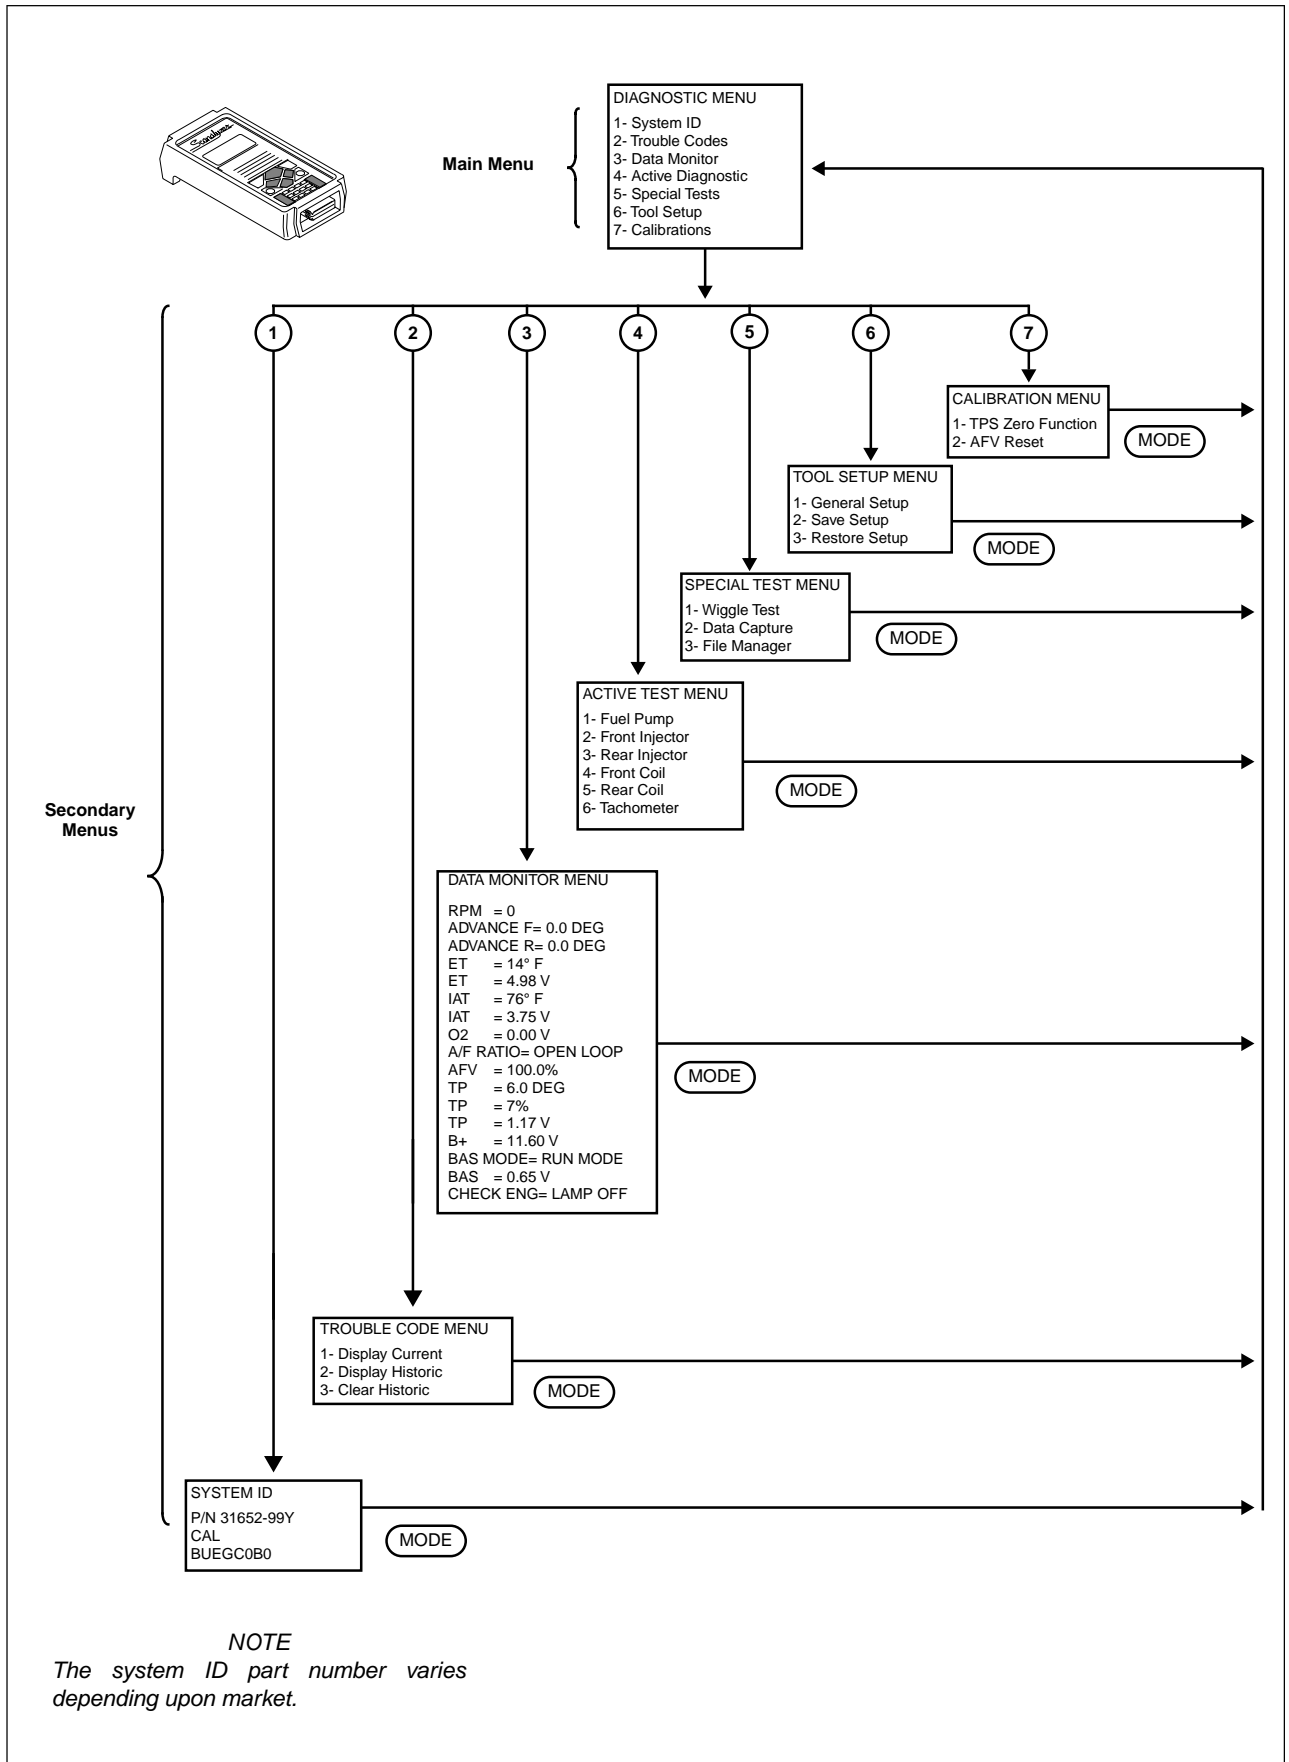 DIAGNOSTIC MENU
1- System ID
2- Trouble Codes
3- Data Monitor
4- Active Diagnostic
5- Special Tests
6- Tool Setup
7- Calibrations
Main Menu
Scanalyzer
1 2 3 4 5 6 7
CALIBRATION MENU
1- TPS Zero Function
2- AFV Reset
MODE
TOOL SETUP MENU
1- General Setup
2- Save Setup
3- Restore Setup
MODE
SPECIAL TEST MENU
1- Wiggle Test
2- Data Capture
3- File Manager
MODE
ACTIVE TEST MENU
1- Fuel Pump
2- Front Injector
3- Rear Injector
4- Front Coil
5- Rear Coil
6- Tachometer
MODE
Secondary
Menus
DATA MONITOR MENU
RPM = 0
ADVANCE F= 0.0 DEG
ADVANCE R= 0.0 DEG
ET = 14° F
ET = 4.98 V
IAT = 76° F
IAT = 3.75 V
O2 = 0.00 V
A/F RATIO= OPEN LOOP
AFV = 100.0%
TP = 6.0 DEG
TP = 7%
TP = 1.17 V
B+ = 11.60 V
BAS MODE= RUN MODE
BAS = 0.65 V
CHECK ENG= LAMP OFF
MODE
TROUBLE CODE MENU
1- Display Current
2- Display Historic
3- Clear Historic
MODE
SYSTEM ID
P/N 31652-99Y
CAL
BUEGC0B0
MODE
NOTE
The system ID part number varies
depending upon market.